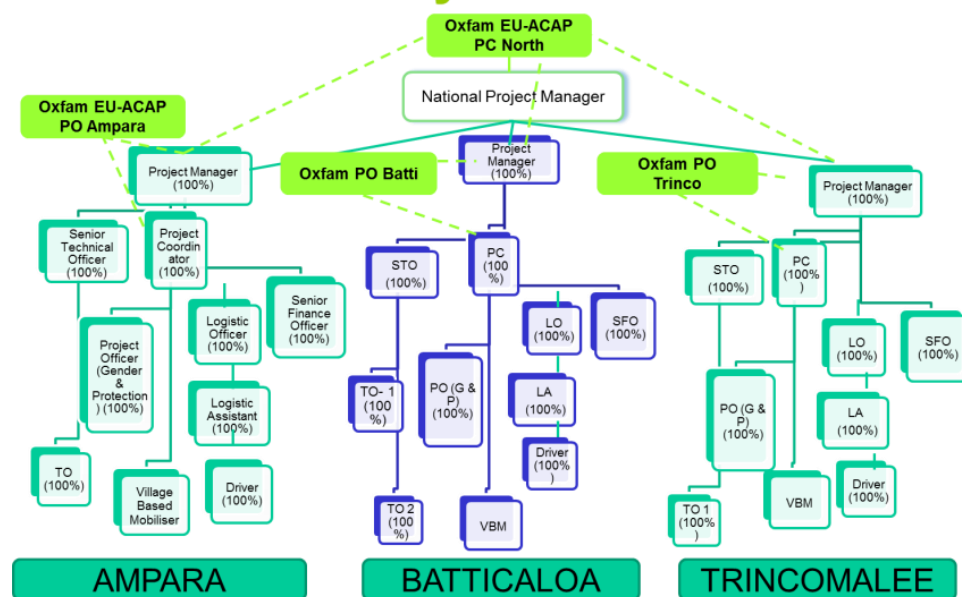 Oxfam EU-ACAP
PC North
National Project Manager
Oxfam EU-ACAP
PO Ampara
Project Manager
(100%)
Oxfam PO Batti
Project
Manager
(100%)
Oxfam PO
Trinco
Project Manager
(100%)
Senior
Technical
Officer
(100%)
Project
Coordin
ator
(100%)
Logistic
Officer
(100%)
Senior
Finance
Officer
(100%)
Project
Officer
(Gender
&
Protection
) (100%)
Logistic
Assistant
(100%)
TO
(100%)
Village
Based
Mobiliser
Driver
(100%)
STO
(100%)
PC
(100
%)
LO
(100%)
SFO
(100%)
TO- 1
(100
%)
PO (G &
P)
(100%)
LA
(100%)
Driver
(100%
)
TO 2
(100
%)
VBM
STO
(100%)
PC
(100%
)
LO
(100%)
SFO
(100%)
PO (G &
P)
(100%)
LA
(100%)
TO 1
(100%
)
VBM
Driver
(100%)
AMPARA
BATTICALOA
TRINCOMALEE